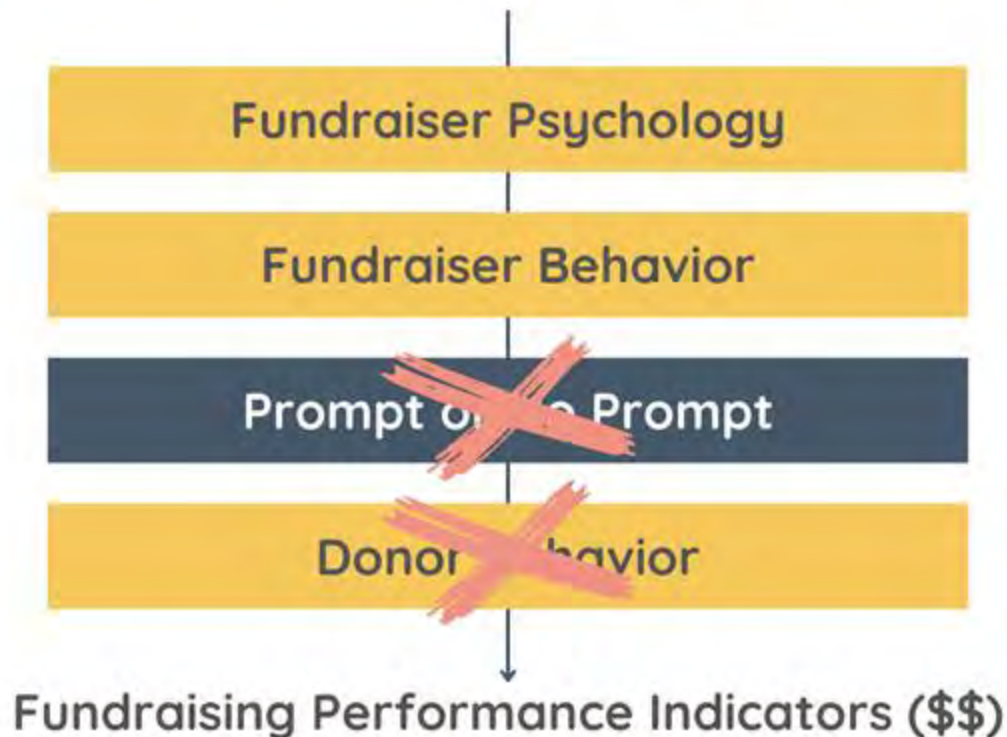 Fundraiser Psychology
Fundraiser Behavior
Prompt Prompt
Donor
Fundraising Performance Indicators ($$)